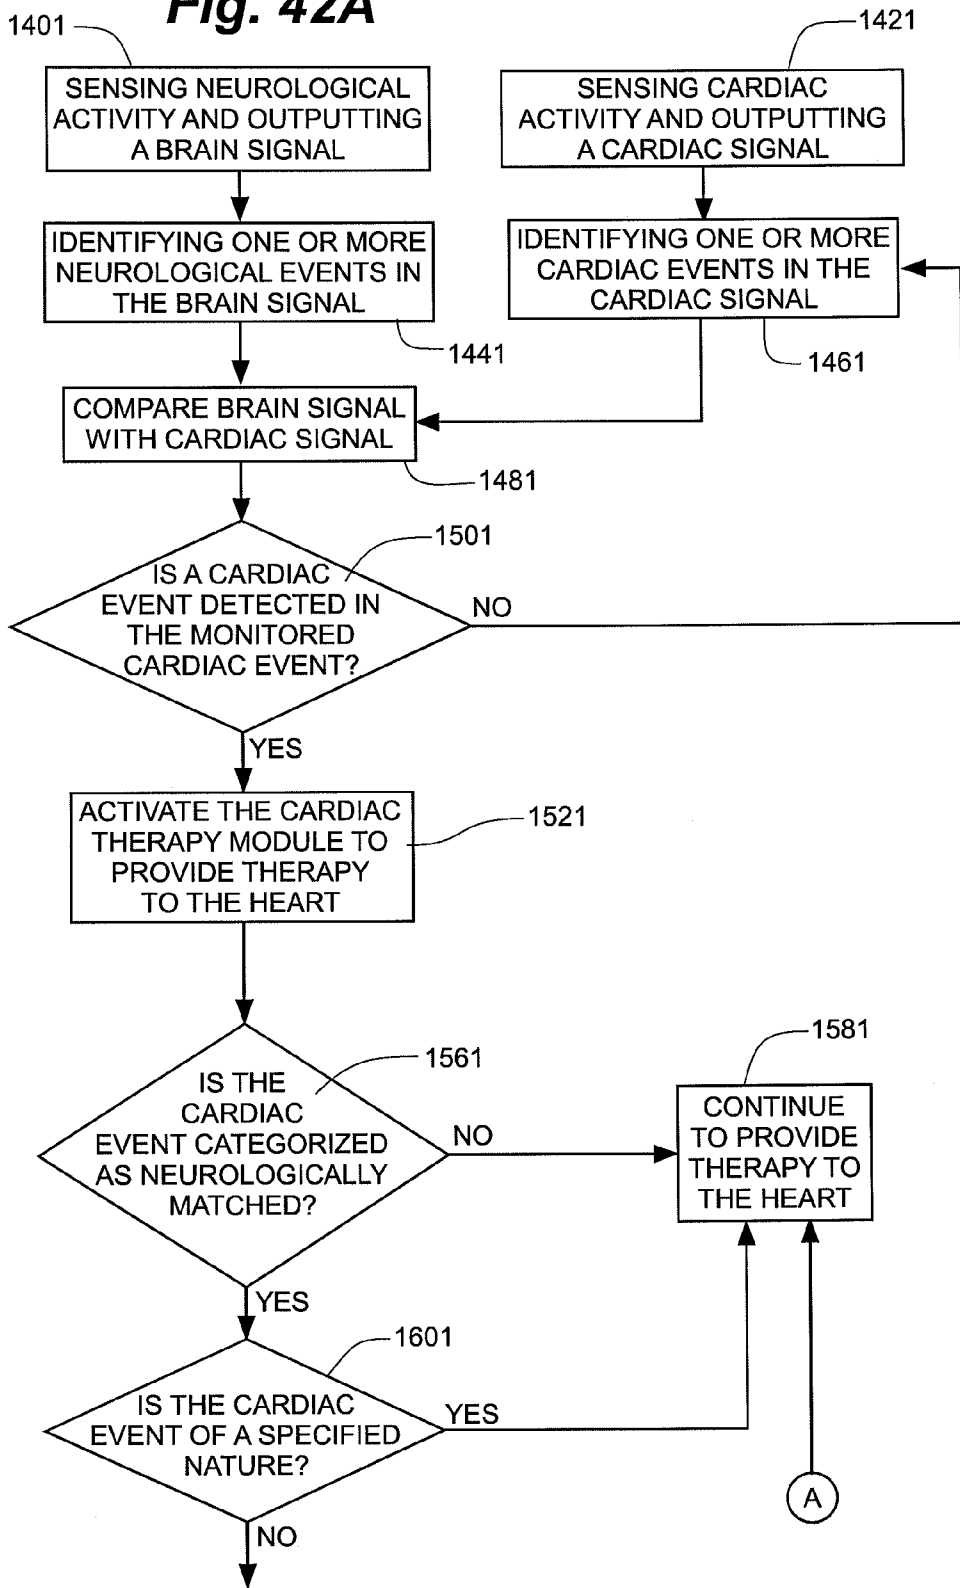 Fig. 42A
1401
1421
SENSING NEUROLOGICAL
ACTIVITY AND OUTPUTTING
A BRAIN SIGNAL
SENSING CARDIAC
ACTIVITY AND OUTPUTTING
A CARDIAC SIGNAL
IDENTIFYING ONE OR MORE
NEUROLOGICAL EVENTS IN
THE BRAIN SIGNAL
IDENTIFYING ONE OR MORE
CARDIAC EVENTS IN THE
CARDIAC SIGNAL
1441
1461
COMPARE BRAIN SIGNAL
WITH CARDIAC SIGNAL
1481
1501
IS A CARDIAC
EVENT DETECTED IN
THE MONITORED
CARDIAC EVENT?
NO
YES
ACTIVATE THE CARDIAC
THERAPY MODULE TO
PROVIDE THERAPY
TO THE HEART
1521
1561
IS THE
CARDIAC
EVENT CATEGORIZED
AS NEUROLOGICALLY
MATCHED?
NO
1581
CONTINUE
TO PROVIDE
THERAPY TO
THE HEART
YES
1601
IS THE CARDIAC
EVENT OF A SPECIFIED
NATURE?
YES
A
NO